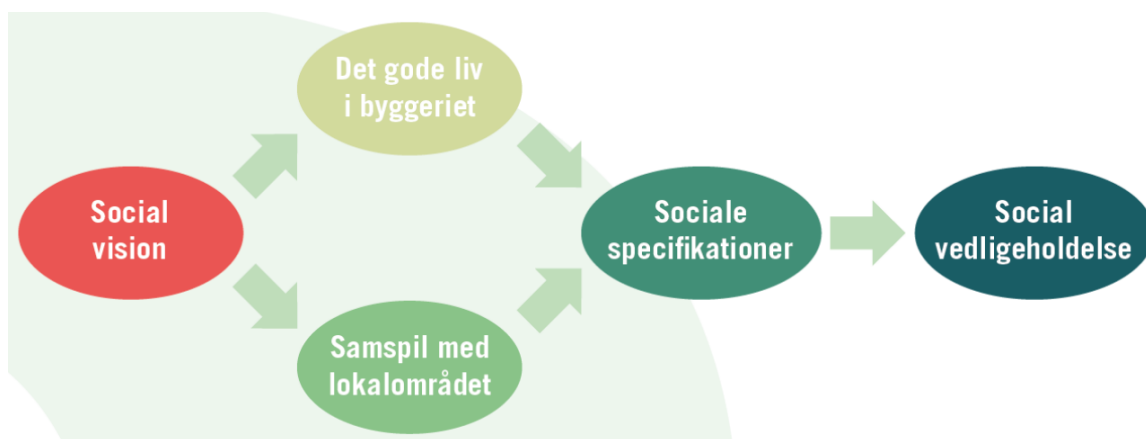 Det gode liv
i byggeriet
Social
vision
Sociale
specifikationer
Social
vedligeholdelse
Samspil med
lokalområdet